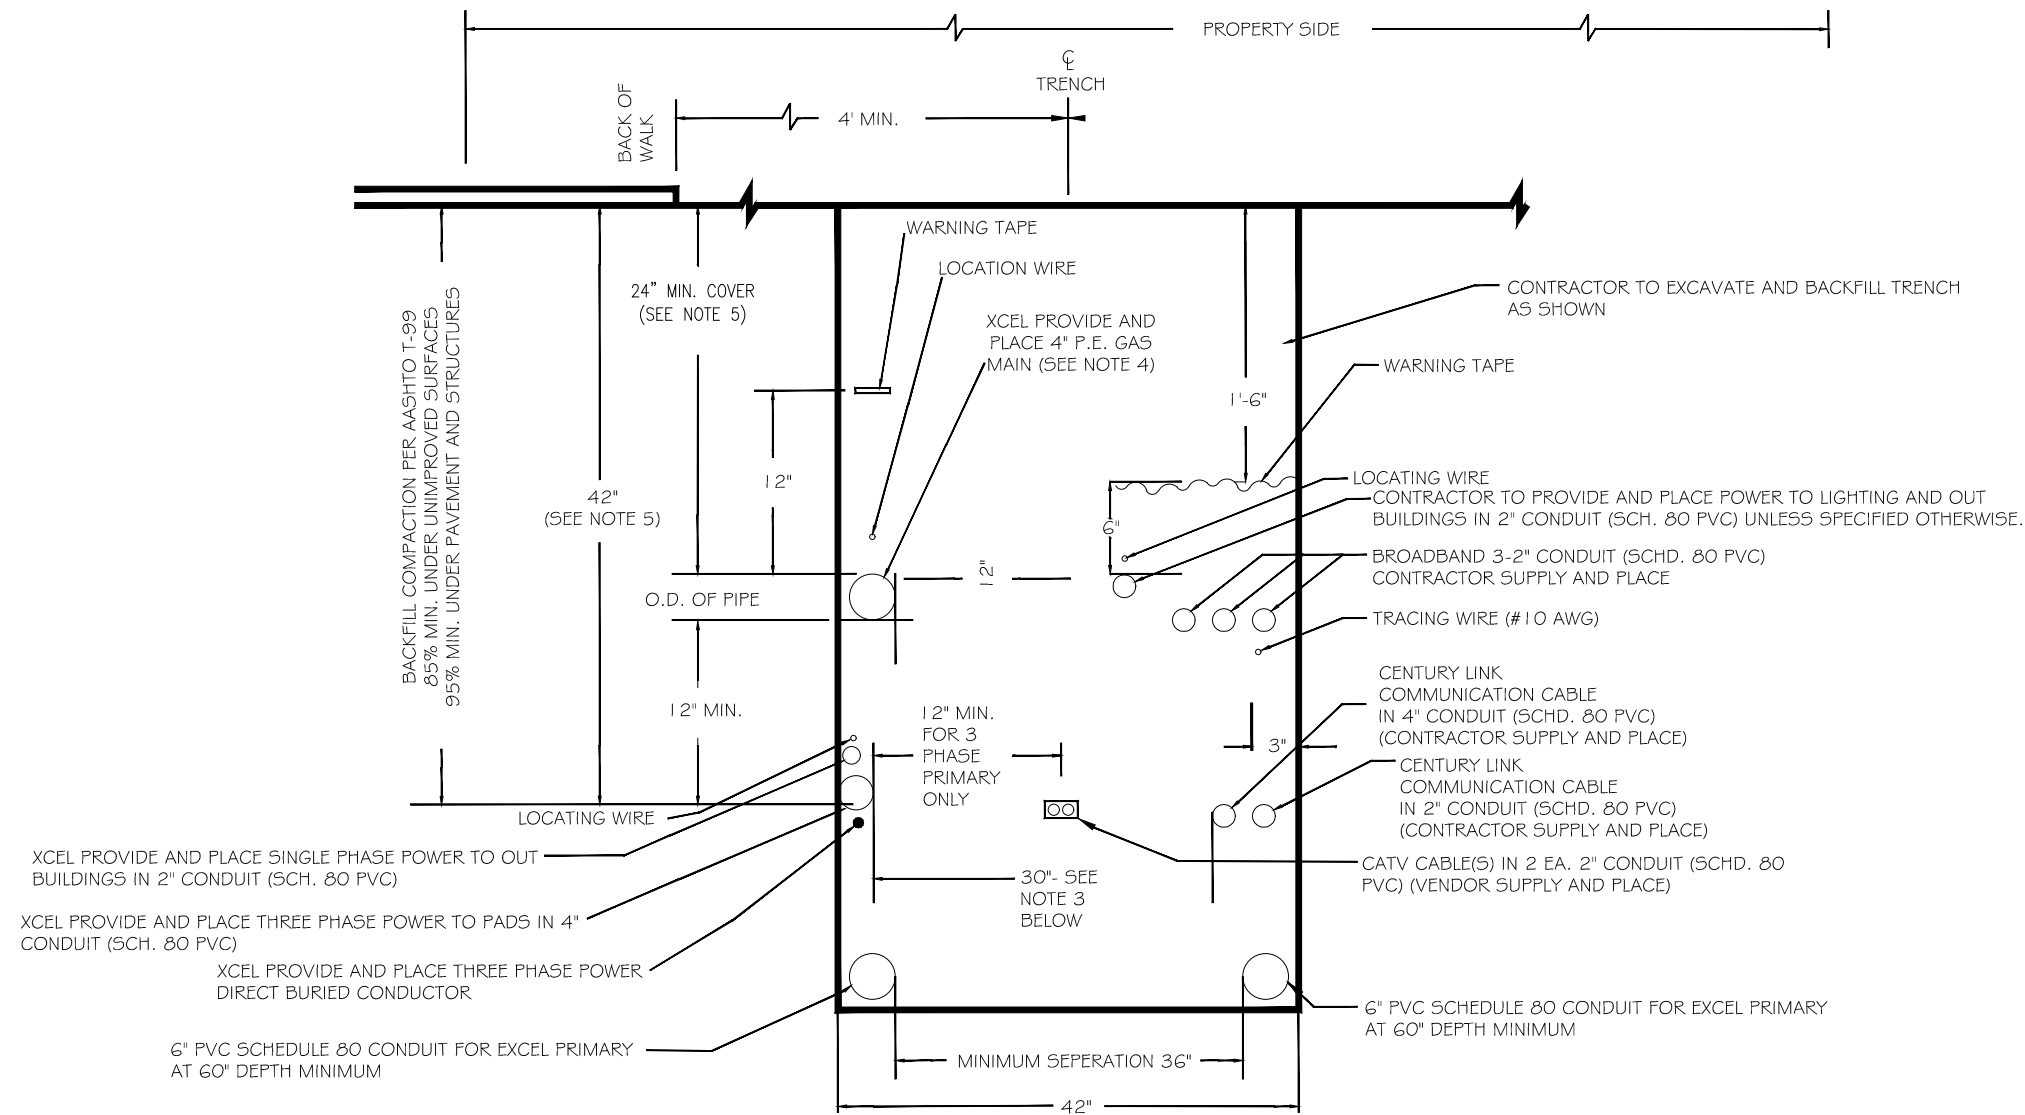 PROPERTY SIDE
℄
TRENCH
BACK OF
WALK
4' MIN.
WARNING TAPE
LOCATION WIRE
24" MIN. COVER
(SEE NOTE 5)
XCEL PROVIDE AND
PLACE 4" P.E. GAS
MAIN (SEE NOTE 4)
CONTRACTOR TO EXCAVATE AND BACKFILL TRENCH
AS SHOWN
WARNING TAPE
1'-6"
BACKFILL COMPACTION PER AASHTO T-99
85% MIN. UNDER UNIMPROVED SURFACES
95% MIN. UNDER PAVEMENT AND STRUCTURES
42"
(SEE NOTE 5)
12"
6"
LOCATING WIRE
CONTRACTOR TO PROVIDE AND PLACE POWER TO LIGHTING AND OUT
BUILDINGS IN 2" CONDUIT (SCH. 80 PVC) UNLESS SPECIFIED OTHERWISE.
12"
BROADBAND 3-2" CONDUIT (SCHD. 80 PVC)
CONTRACTOR SUPPLY AND PLACE
O.D. OF PIPE
TRACING WIRE (#10 AWG)
12" MIN.
12" MIN.
FOR 3
PHASE
PRIMARY
ONLY
3"
CENTURY LINK
COMMUNICATION CABLE
IN 4" CONDUIT (SCHD. 80 PVC)
(CONTRACTOR SUPPLY AND PLACE)
CENTURY LINK
COMMUNICATION CABLE
IN 2" CONDUIT (SCHD. 80 PVC)
(CONTRACTOR SUPPLY AND PLACE)
LOCATING WIRE
XCEL PROVIDE AND PLACE SINGLE PHASE POWER TO OUT
BUILDINGS IN 2" CONDUIT (SCH. 80 PVC)
CATV CABLE(S) IN 2 EA. 2" CONDUIT (SCHD. 80
PVC) (VENDOR SUPPLY AND PLACE)
30"- SEE
NOTE 3
BELOW
XCEL PROVIDE AND PLACE THREE PHASE POWER TO PADS IN 4"
CONDUIT (SCH. 80 PVC)
XCEL PROVIDE AND PLACE THREE PHASE POWER
DIRECT BURIED CONDUCTOR
6" PVC SCHEDULE 80 CONDUIT FOR EXCEL PRIMARY
AT 60" DEPTH MINIMUM
6" PVC SCHEDULE 80 CONDUIT FOR EXCEL PRIMARY
AT 60" DEPTH MINIMUM
MINIMUM SEPERATION 36"
42"